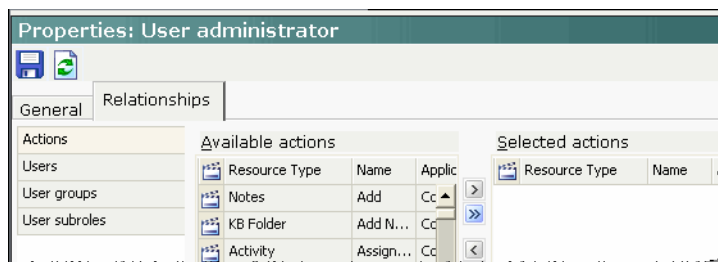 Properties: User administrator
General
Relationships
Actions
Users
User groups
User subroles
Available actions
Resource Type Name Applic
Notes Add Co
KB Folder Add N... Co
Activity Assign... Co
Selected actions
Resource Type Name